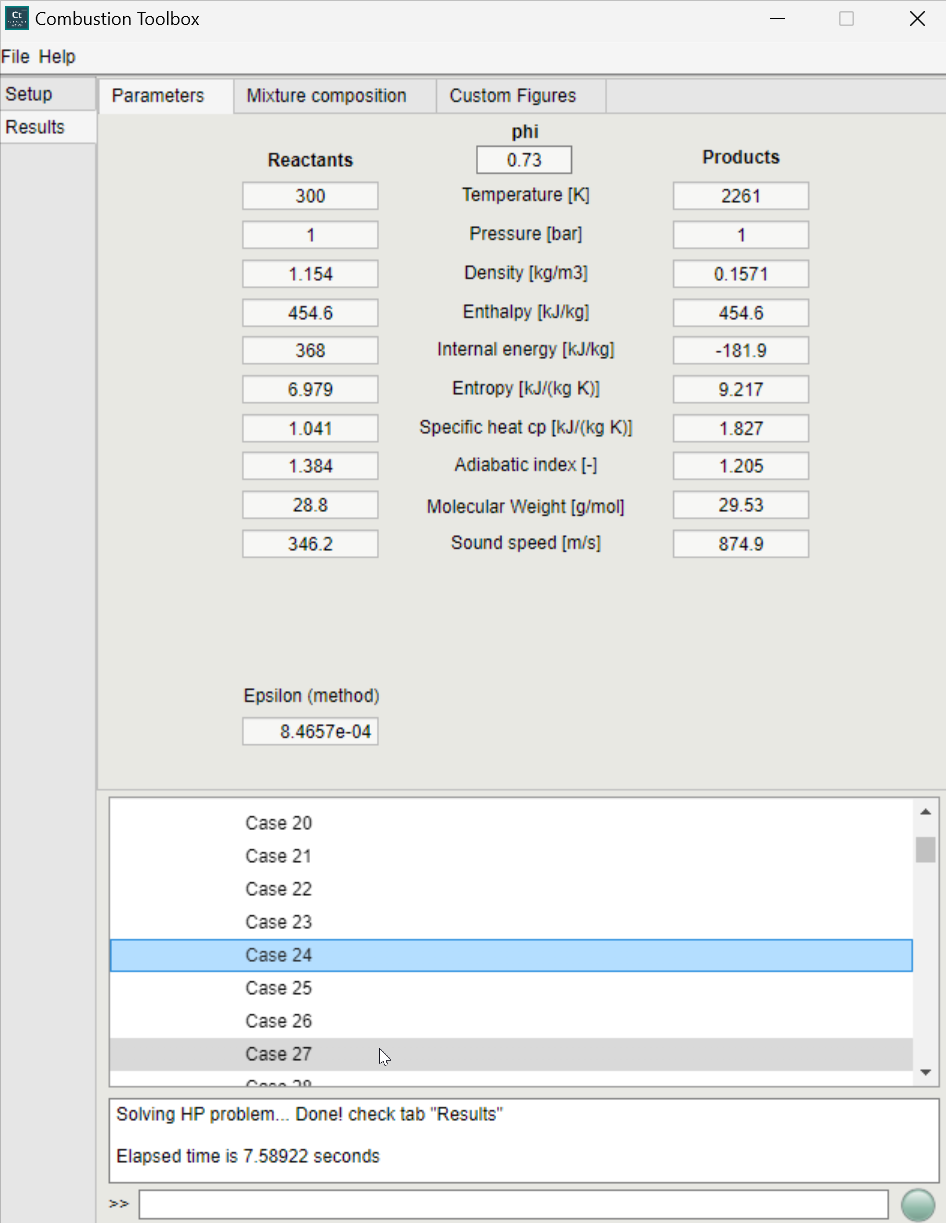 Ct
Combustion Toolbox
File Help
Setup
Results
Parameters Mixture composition Custom Figures
phi
Reactants 0.73 Products
300 Temperature [K] 2261
1 Pressure [bar] 1
1.154 Density [kg/m3] 0.1571
454.6 Enthalpy [kJ/kg] 454.6
368 Internal energy [kJ/kg] -181.9
6.979 Entropy [kJ/(kg K)] 9.217
1.041 Specific heat cp [kJ/(kg K)] 1.827
1.384 Adiabatic index [-] 1.205
28.8 Molecular Weight [g/mol] 29.53
346.2 Sound speed [m/s] 874.9
Epsilon (method)
8.4657e-04
Case 20
Case 21
Case 22
Case 23
Case 24
Case 25
Case 26
Case 27
Case 28
Solving HP problem... Done! check tab "Results"
Elapsed time is 7.58922 seconds
>>